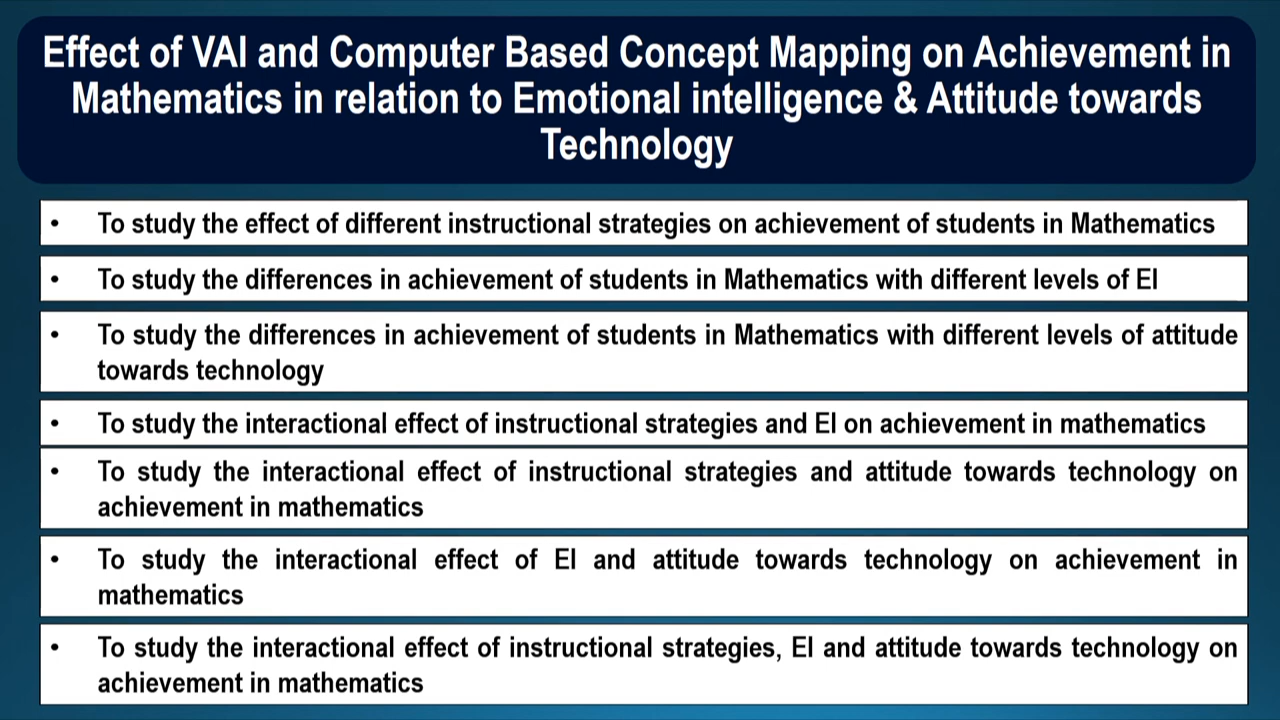 Effect of VAI and Computer Based Concept Mapping on Achievement in
Mathematics in relation to Emotional intelligence & Attitude towards
Technology
• To study the effect of different instructional strategies on achievement of students in Mathematics
• To study the differences in achievement of students in Mathematics with different levels of EI
• To study the differences in achievement of students in Mathematics with different levels of attitude
towards technology
• To study the interactional effect of instructional strategies and EI on achievement in mathematics
• To study the interactional effect of instructional strategies and attitude towards technology on
achievement in mathematics
• To study the interactional effect of EI and attitude towards technology on achievement in
mathematics
• To study the interactional effect of instructional strategies, EI and attitude towards technology on
achievement in mathematics